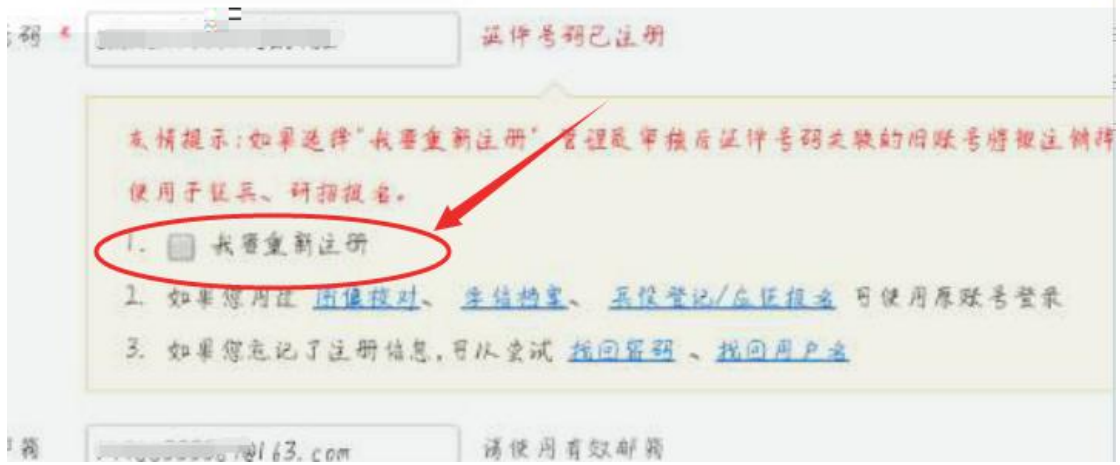 码 *
证件号码已注册
友情提示:如果选择"我要重新注册" 管理员审核后证件号码关联的旧账号将被注销
使用于征兵、研招报名。
1. 我要重新注册
2. 如果您用过 图像校对、学信档案、兵役登记/应征报名 可使用原账号登录
3. 如果您忘记了注册信息,可以尝试 找回密码、找回用户名
箱
@163.com
请使用有效邮箱